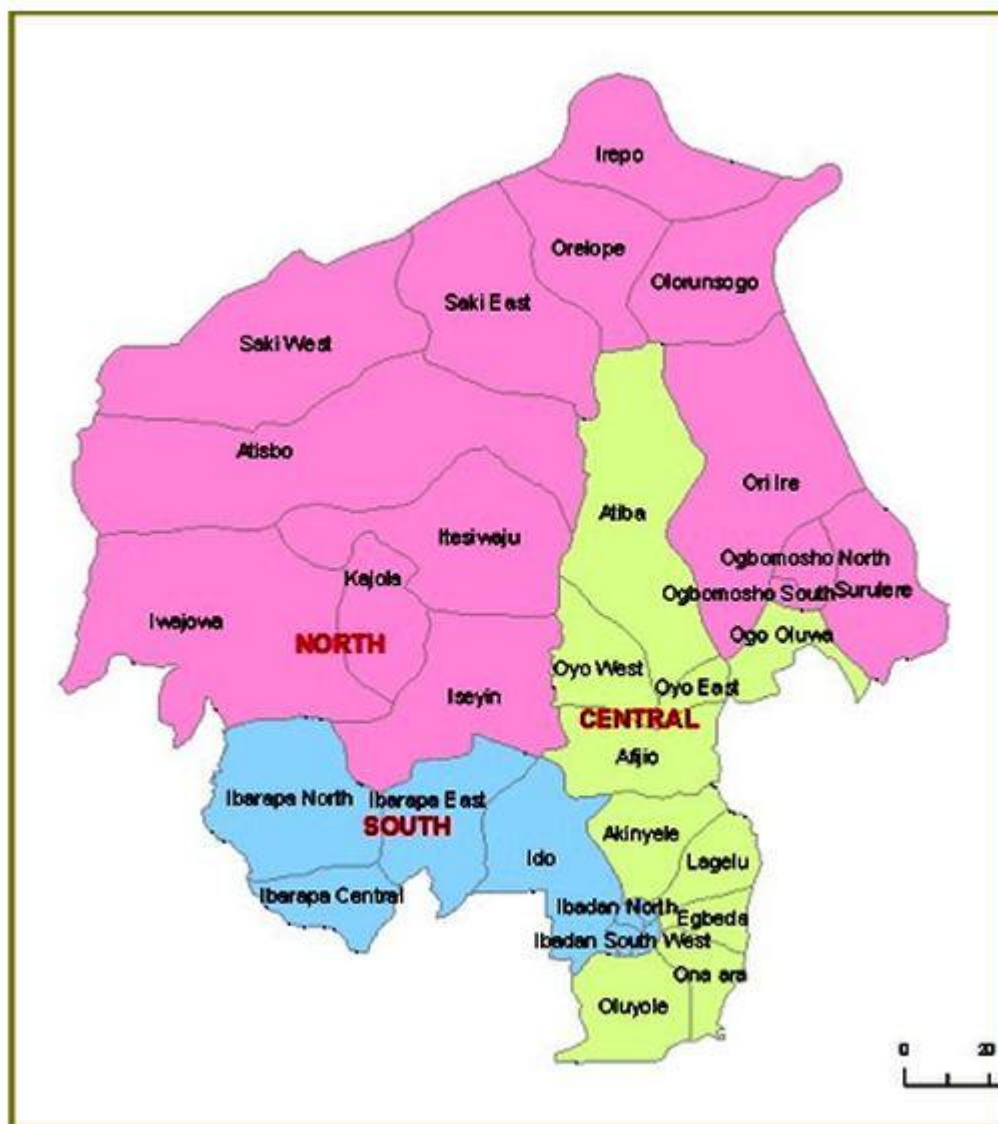 Irepo
Orelope
Olorunsogo
Saki East
Saki West
Atisbo
Ori Ire
Atiba
Itesiwaju
Ogbomosho North
Kajola
Ogbomosho South
Surulere
Iwajowa
NORTH
Ogo Oluwa
Oyo West
Oyo East
Iseyin
CENTRAL
Afijio
Ibarapa North
Ibarapa East
SOUTH
Akinyele
Ido
Lagelu
Ibarapa Central
Ibadan North
Egbeda
Ibadan South West
Ona ara
Oluyole
0 20